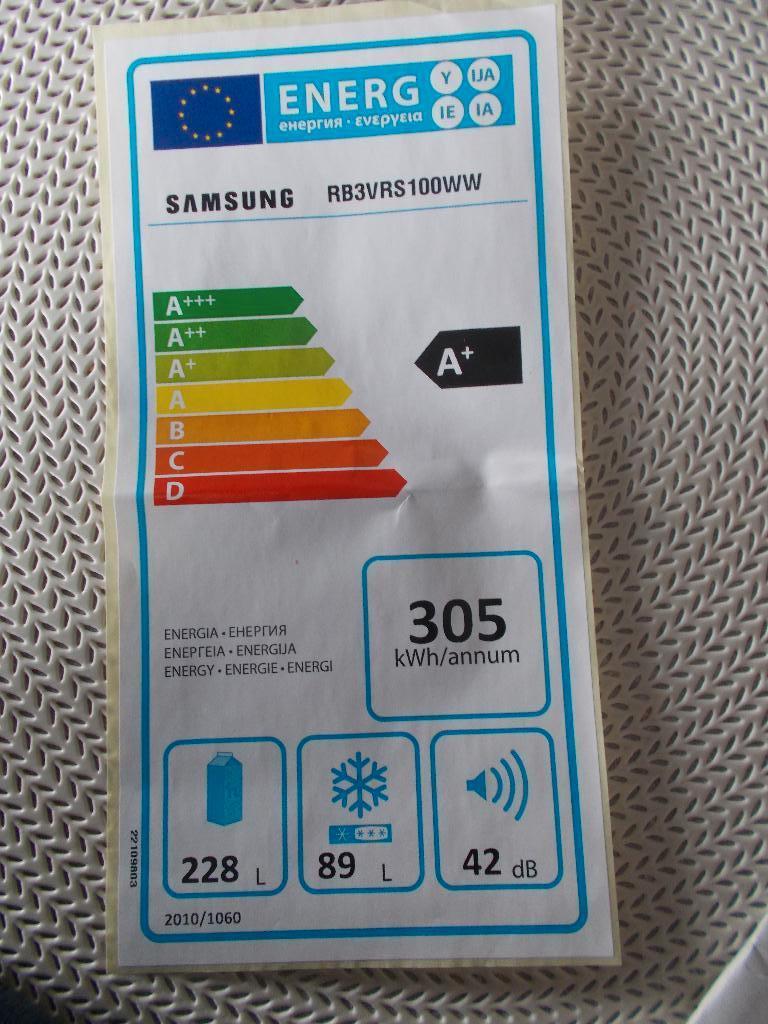 ENERG Y IJA
енергия · ενεργεια IE IA
SAMSUNG RB3VRS100WW
A+++
A++
A+
A+
A
B
C
D
305
kWh/annum
ENERGIA · ЕНЕРГИЯ
ΕΝΕΡΓΕΙΑ · ENERGIJA
ENERGY · ENERGIE · ENERGI
228 L
89 L
42 dB
22109803
2010/1060